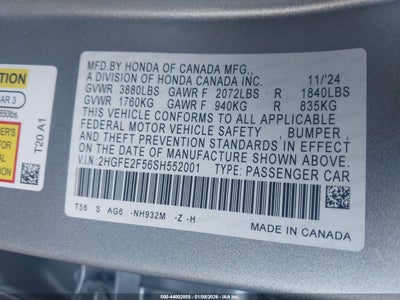 MFD.BY HONDA OF CANADA MFG.,
A DIVISION OF HONDA CANADA INC. 11/'24
GVWR 3880LBS GAWR F 2072LBS R 1840LBS
GVWR 1760KG GAWR F 940KG R 835KG
THIS VEHICLE CONFORMS TO ALL APPLICABLE
FEDERAL MOTOR VEHICLE SAFETY , BUMPER ,
AND THEFT PREVENTION STANDARDS IN EFFECT
ON THE DATE OF MANUFACTURE SHOWN ABOVE.
V.I.N:2HGFE2F56SH552001 TYPE: PASSENGER CAR
T56 S AG6 -NH932M -Z -H
MADE IN CANADA
T20 A1
#00-44002005 - 01/09/2026 - IAA Inc.